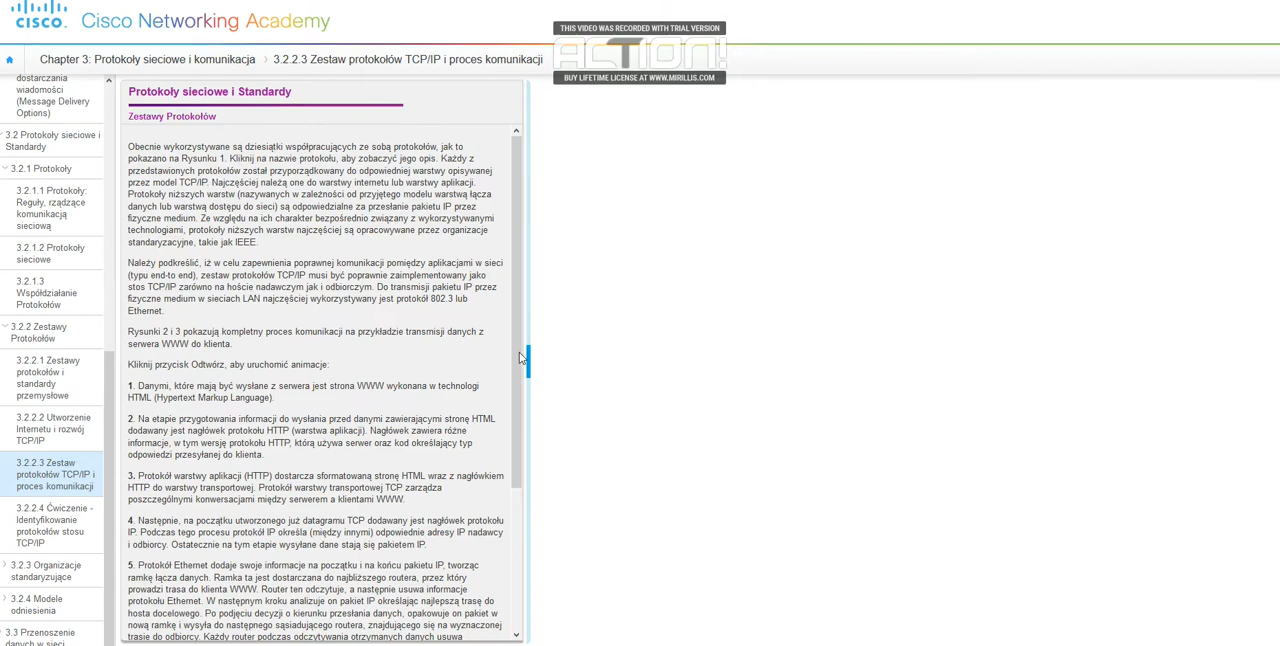 CISCO. Cisco Networking Academy
THIS VIDEO WAS RECORDED WITH TRIAL VERSION
ACTION!
BUY LIFETIME LICENSE AT WWW.MIRILLIS.COM
Chapter 3: Protokoły sieciowe i komunikacja › 3.2.2.3 Zestaw protokołów TCP/IP i proces komunikacji
dostarczania
wiadomości
(Message Delivery
Options)
3.2 Protokoły sieciowe i
Standardy
3.2.1 Protokoły
3.2.1.1 Protokoły:
Reguły, rządzące
komunikacją
sieciową
3.2.1.2 Protokoły
sieciowe
3.2.1.3
Współdziałanie
Protokołów
3.2.2 Zestawy
Protokołów
3.2.2.1 Zestawy
protokołów i
standardy
przemysłowe
3.2.2.2 Utworzenie
Internetu i rozwój
TCP/IP
3.2.2.3 Zestaw
protokołów TCP/IP i
proces komunikacji
3.2.2.4 Ćwiczenie -
Identyfikowanie
protokołów stosu
TCP/IP
3.2.3 Organizacje
standaryzujące
3.2.4 Modele
odniesienia
3.3 Przenoszenie
danych w sieci
Protokoły sieciowe i Standardy
Zestawy Protokołów
Obecnie wykorzystywane są dziesiątki współpracujących ze sobą protokołów, jak to
pokazano na Rysunku 1. Kliknij na nazwie protokołu, aby zobaczyć jego opis. Każdy z
przedstawionych protokołów został przyporządkowany do odpowiedniej warstwy opisywanej
przez model TCP/IP. Najczęściej należą one do warstwy internetu lub warstwy aplikacji.
Protokoły niższych warstw (nazywanych w zależności od przyjętego modelu warstwą łącza
danych lub warstwą dostępu do sieci) są odpowiedzialne za przesłanie pakietu IP przez
fizyczne medium. Ze względu na ich charakter bezpośrednio związany z wykorzystywanymi
technologiami, protokoły niższych warstw najczęściej są opracowywane przez organizacje
standaryzacyjne, takie jak IEEE.
Należy podkreślić, iż w celu zapewnienia poprawnej komunikacji pomiędzy aplikacjami w sieci
(typu end-to end), zestaw protokołów TCP/IP musi być poprawnie zaimplementowany jako
stos TCP/IP zarówno na hoście nadawczym jak i odbiorczym. Do transmisji pakietu IP przez
fizyczne medium w sieciach LAN najczęściej wykorzystywany jest protokół 802.3 lub
Ethernet.
Rysunki 2 i 3 pokazują kompletny proces komunikacji na przykładzie transmisji danych z
serwera WWW do klienta.
Kliknij przycisk Odtwórz, aby uruchomić animacje:
1. Danymi, które mają być wysłane z serwera jest strona WWW wykonana w technologi
HTML (Hypertext Markup Language).
2. Na etapie przygotowania informacji do wysłania przed danymi zawierającymi stronę HTML
dodawany jest nagłówek protokołu HTTP (warstwa aplikacji). Nagłówek zawiera różne
informacje, w tym wersję protokołu HTTP, którą używa serwer oraz kod określający typ
odpowiedzi przesyłanej do klienta.
3. Protokół warstwy aplikacji (HTTP) dostarcza sformatowaną stronę HTML wraz z nagłówkiem
HTTP do warstwy transportowej. Protokół warstwy transportowej TCP zarządza
poszczególnymi konwersacjami między serwerem a klientami WWW.
4. Następnie, na początku utworzonego już datagramu TCP dodawany jest nagłówek protokołu
IP. Podczas tego procesu protokół IP określa (między innymi) odpowiednie adresy IP nadawcy
i odbiorcy. Ostatecznie na tym etapie wysyłane dane stają się pakietem IP.
5. Protokół Ethernet dodaje swoje informacje na początku i na końcu pakietu IP, tworząc
ramkę łącza danych. Ramka ta jest dostarczana do najbliższego routera, przez który
prowadzi trasa do klienta WWW. Router ten odczytuje, a następnie usuwa informacje
protokołu Ethernet. W następnym kroku analizuje on pakiet IP określając najlepszą trasę do
hosta docelowego. Po podjęciu decyzji o kierunku przesłania danych, opakowuje on pakiet w
nową ramkę i wysyła do następnego sąsiadującego routera, znajdującego się na wyznaczonej
trasie do odbiorcy. Każdy router podczas odczytywania otrzymanych danych usuwa